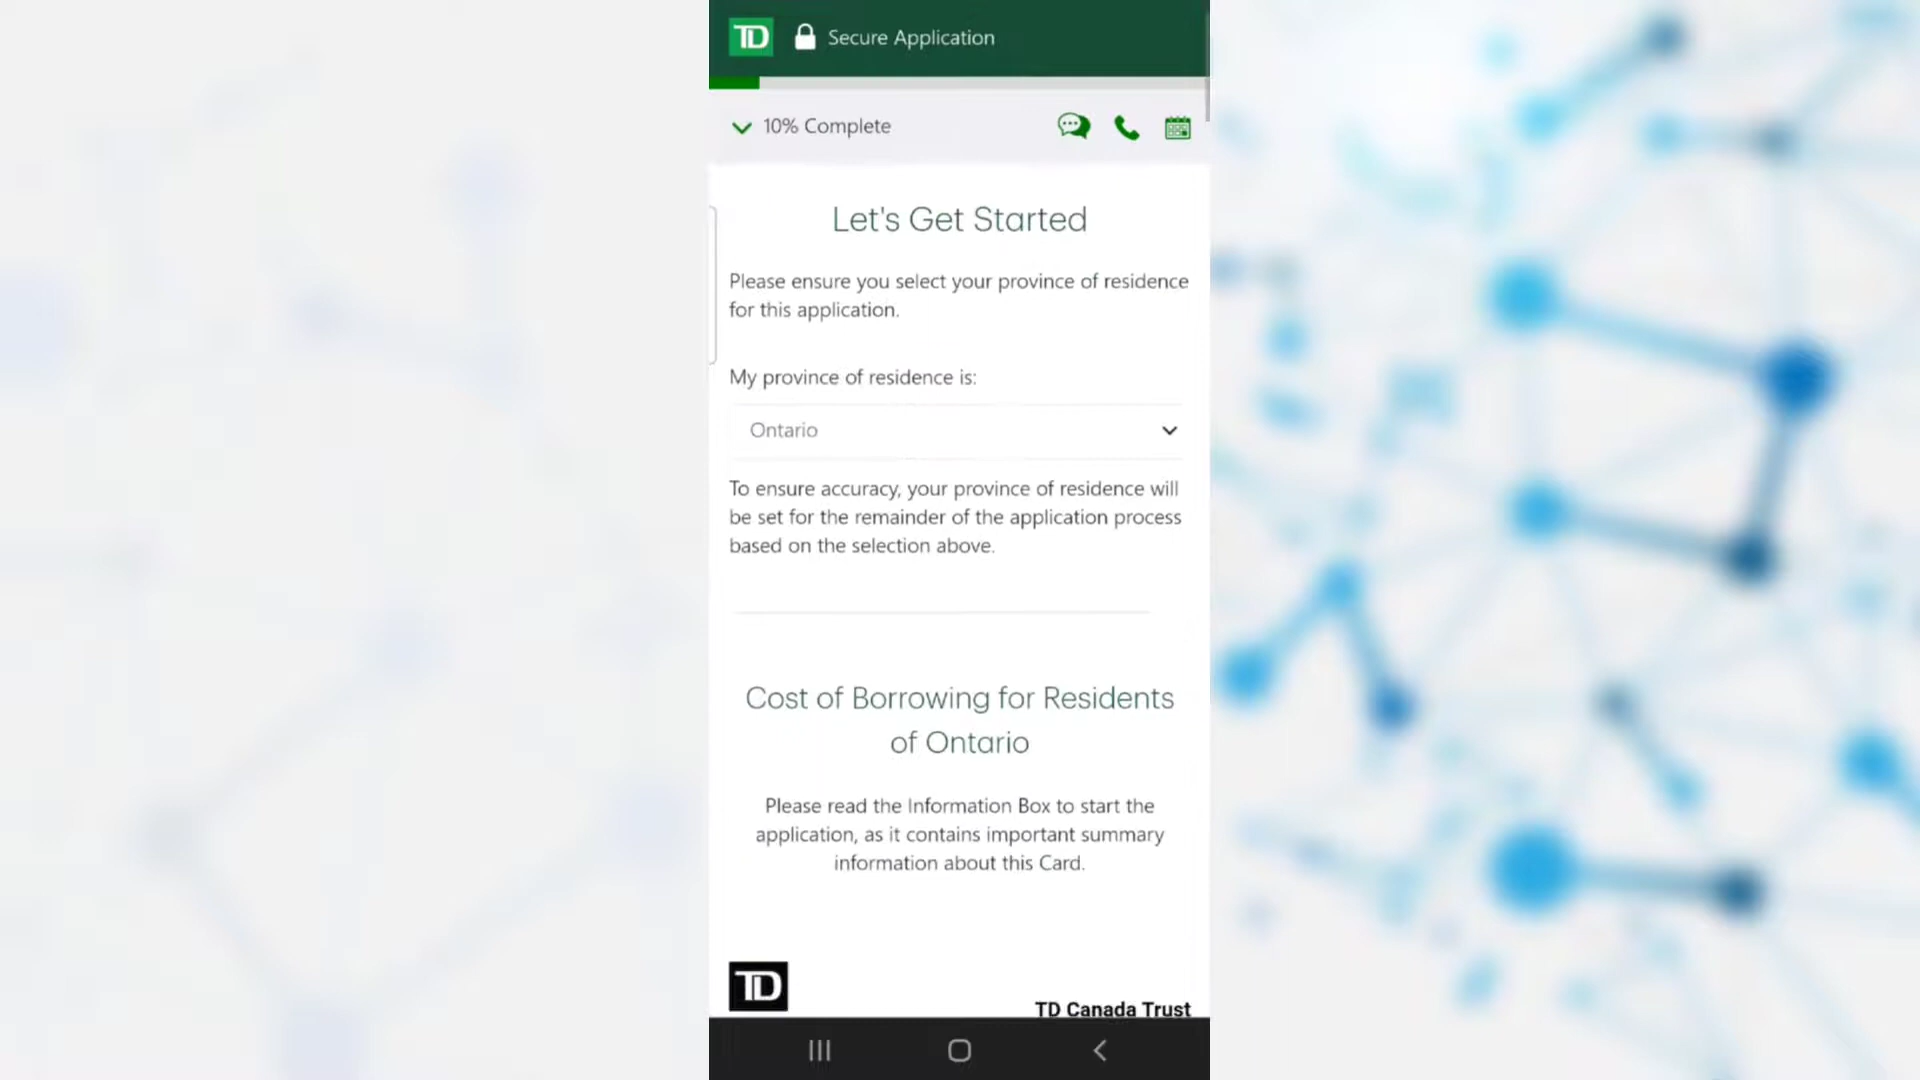 TD Secure Application
10% Complete
Let's Get Started
Please ensure you select your province of residence
for this application.
My province of residence is:
Ontario
To ensure accuracy, your province of residence will
be set for the remainder of the application process
based on the selection above.
Cost of Borrowing for Residents
of Ontario
Please read the Information Box to start the
application, as it contains important summary
information about this Card.
TD
TD Canada Trust